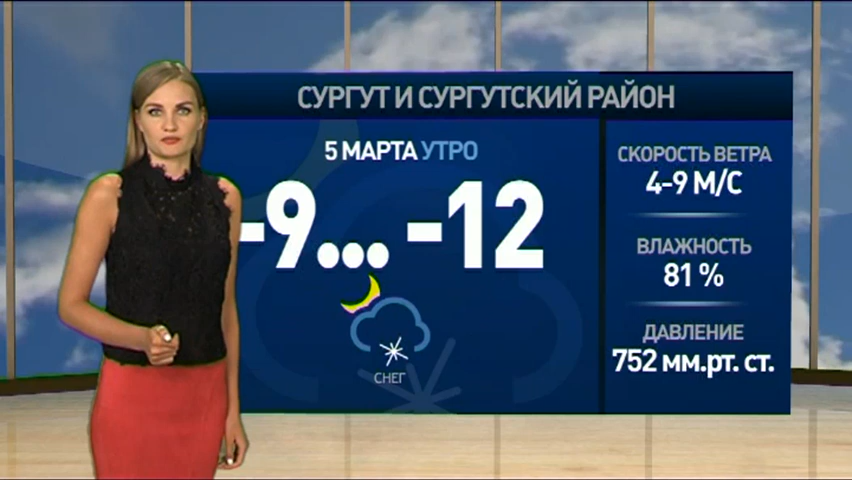 СУРГУТ И СУРГУТСКИЙ РАЙОН
5 МАРТА УТРО
-9... -12
СНЕГ
СКОРОСТЬ ВЕТРА
4-9 М/С
ВЛАЖНОСТЬ
81 %
ДАВЛЕНИЕ
752 мм.рт. ст.